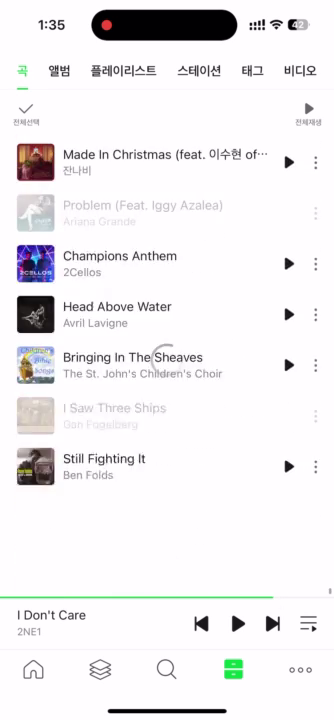 1:35
42
곡 앨범 플레이리스트 스테이션 태그 비디오
전체선택 전체재생
Made In Christmas (feat. 이수현 of…
잔나비
Problem (Feat. Iggy Azalea)
Ariana Grande
Champions Anthem
2Cellos
2CELLOS
Head Above Water
Avril Lavigne
Bringing In The Sheaves
The St. John's Children's Choir
Children's
Bible
Songs
I Saw Three Ships
Dan Fogelberg
Still Fighting It
Ben Folds
I Don't Care
2NE1